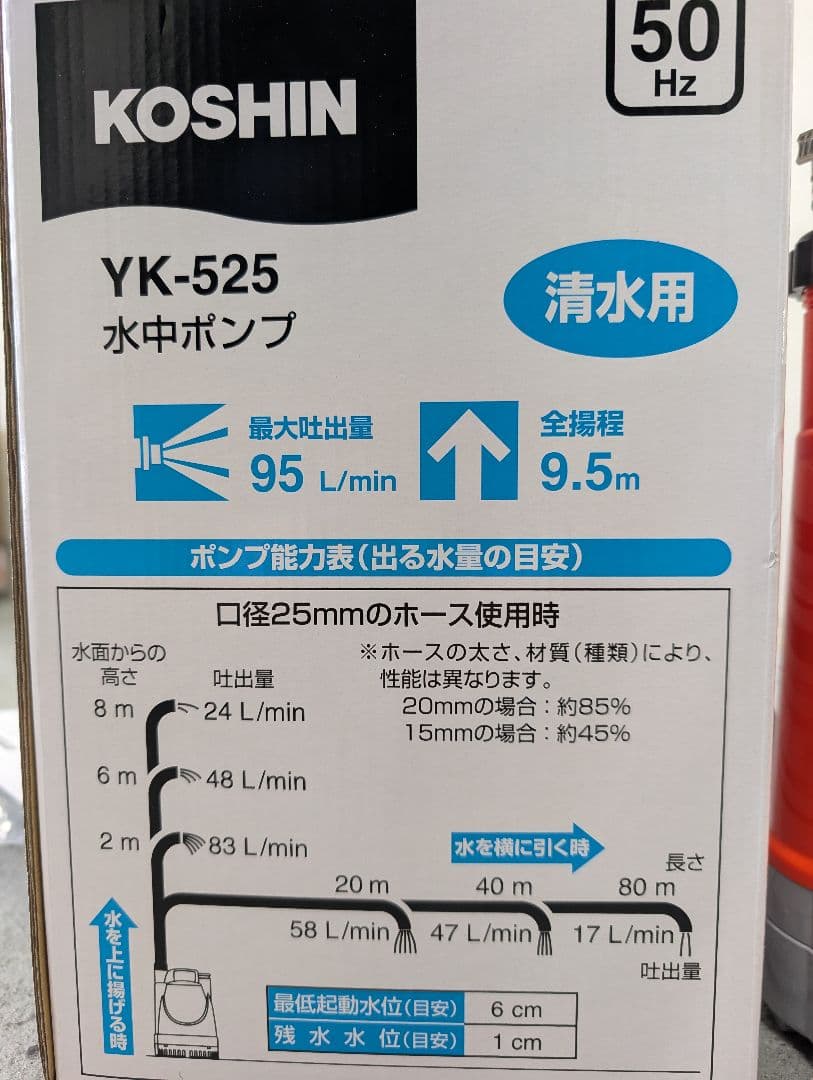 50
Hz
KOSHIN
YK-525
水中ポンプ
清水用
最大吐出量
95 L/min
全揚程
9.5m
ポンプ能力表(出る水量の目安)
口径25mmのホース使用時
※ホースの太さ、材質(種類)により、
性能は異なります。
20mmの場合:約85%
15mmの場合:約45%
水面からの
高さ
吐出量
8 m
24 L/min
6 m
48 L/min
2 m
83 L/min
水を横に引く時
長さ
20 m
40 m
80 m
58 L/min
47 L/min
17 L/min
吐出量
水を上に揚げる時
最低起動水位(目安) 6 cm
残水水位(目安) 1 cm